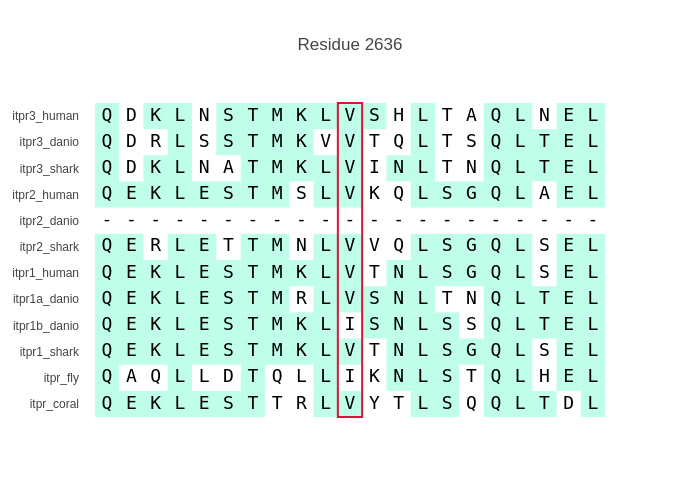 Residue 2636
itpr3_human Q D K L N S T M K L V S H L T A Q L N E L
itpr3_danio Q D R L S S T M K V V T Q L T S Q L T E L
itpr3_shark Q D K L N A T M K L V I N L T N Q L T E L
itpr2_human Q E K L E S T M S L V K Q L S G Q L A E L
itpr2_danio - - - - - - - - - - - - - - - - - - - - -
itpr2_shark Q E R L E T T M N L V V Q L S G Q L S E L
itpr1_human Q E K L E S T M K L V T N L S G Q L S E L
itpr1a_danio Q E K L E S T M R L V S N L T N Q L T E L
itpr1b_danio Q E K L E S T M K L I S N L S S Q L T E L
itpr1_shark Q E K L E S T M K L V T N L S G Q L S E L
itpr_fly Q A Q L L D T Q L L I K N L S T Q L H E L
itpr_coral Q E K L E S T T R L V Y T L S Q Q L T D L